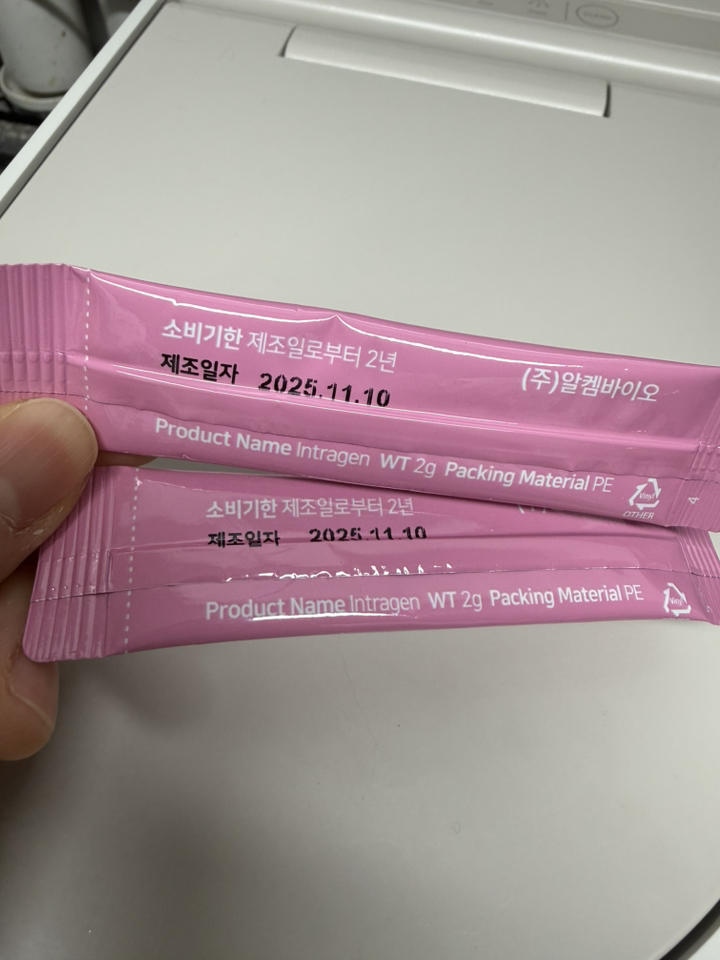 소비기한 제조일로부터 2년
제조일자 2025.11.10
(주)알켐바이오
Product Name Intragen WT 2g Packing Material PE
Vinyl
OTHER
4
소비기한 제조일로부터 2년
제조일자 2025.11.10
Product Name Intragen WT 2g Packing Material PE
Vinyl